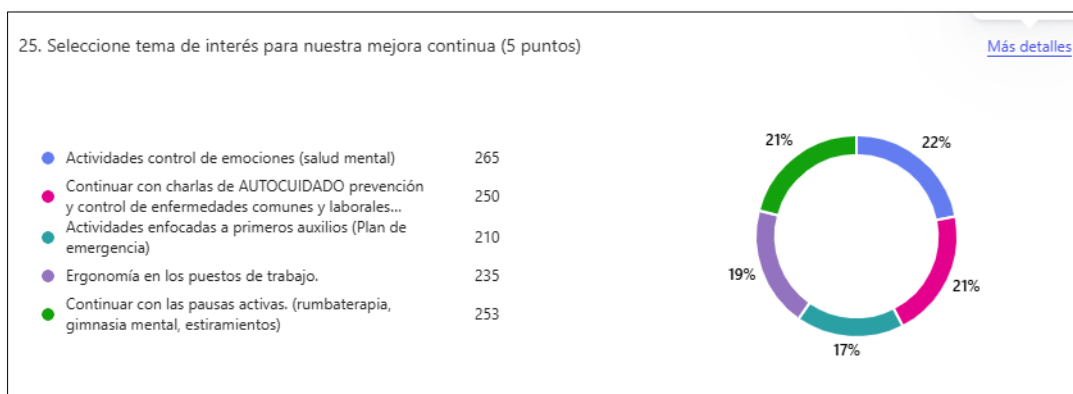 25. Seleccione tema de interés para nuestra mejora continua (5 puntos)
Más detalles
Actividades control de emociones (salud mental) 265
Continuar con charlas de AUTOCUIDADO prevención
y control de enfermedades comunes y laborales... 250
Actividades enfocadas a primeros auxilios (Plan de
emergencia) 210
Ergonomía en los puestos de trabajo. 235
Continuar con las pausas activas. (rumbaterapia,
gimnasia mental, estiramientos) 253
21%
22%
19%
21%
17%